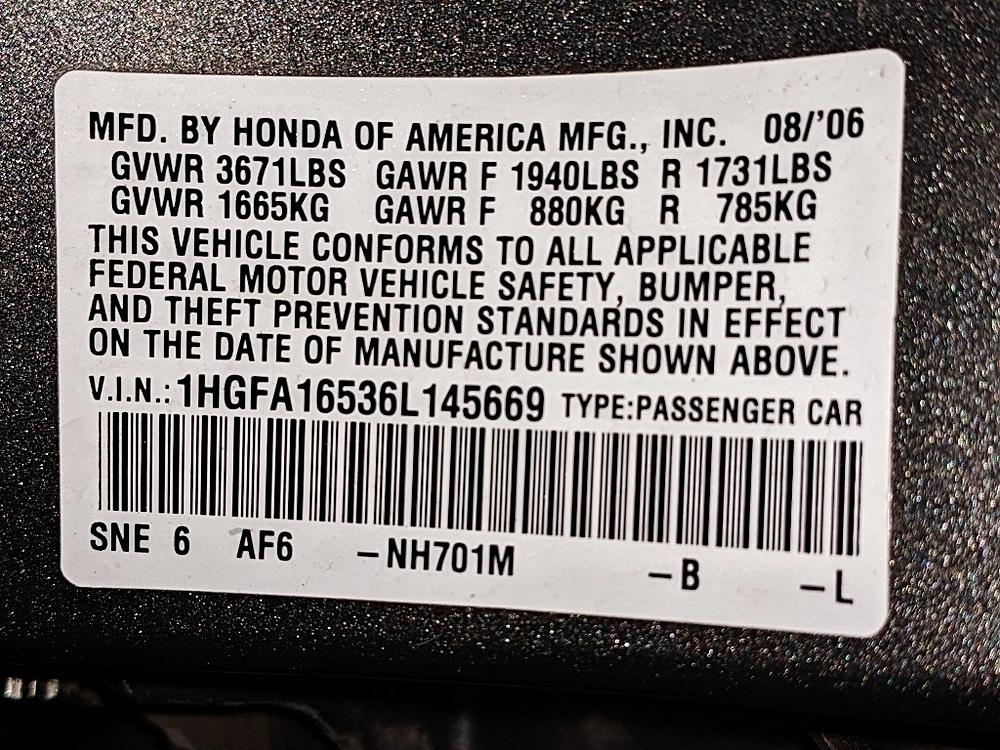 MFD. BY HONDA OF AMERICA MFG., INC. 08/'06
GVWR 3671LBS GAWR F 1940LBS R 1731LBS
GVWR 1665KG GAWR F 880KG R 785KG
THIS VEHICLE CONFORMS TO ALL APPLICABLE
FEDERAL MOTOR VEHICLE SAFETY, BUMPER,
AND THEFT PREVENTION STANDARDS IN EFFECT
ON THE DATE OF MANUFACTURE SHOWN ABOVE.
V.I.N.: 1HGFA16536L145669 TYPE:PASSENGER CAR
SNE 6 AF6 –NH701M –B –L